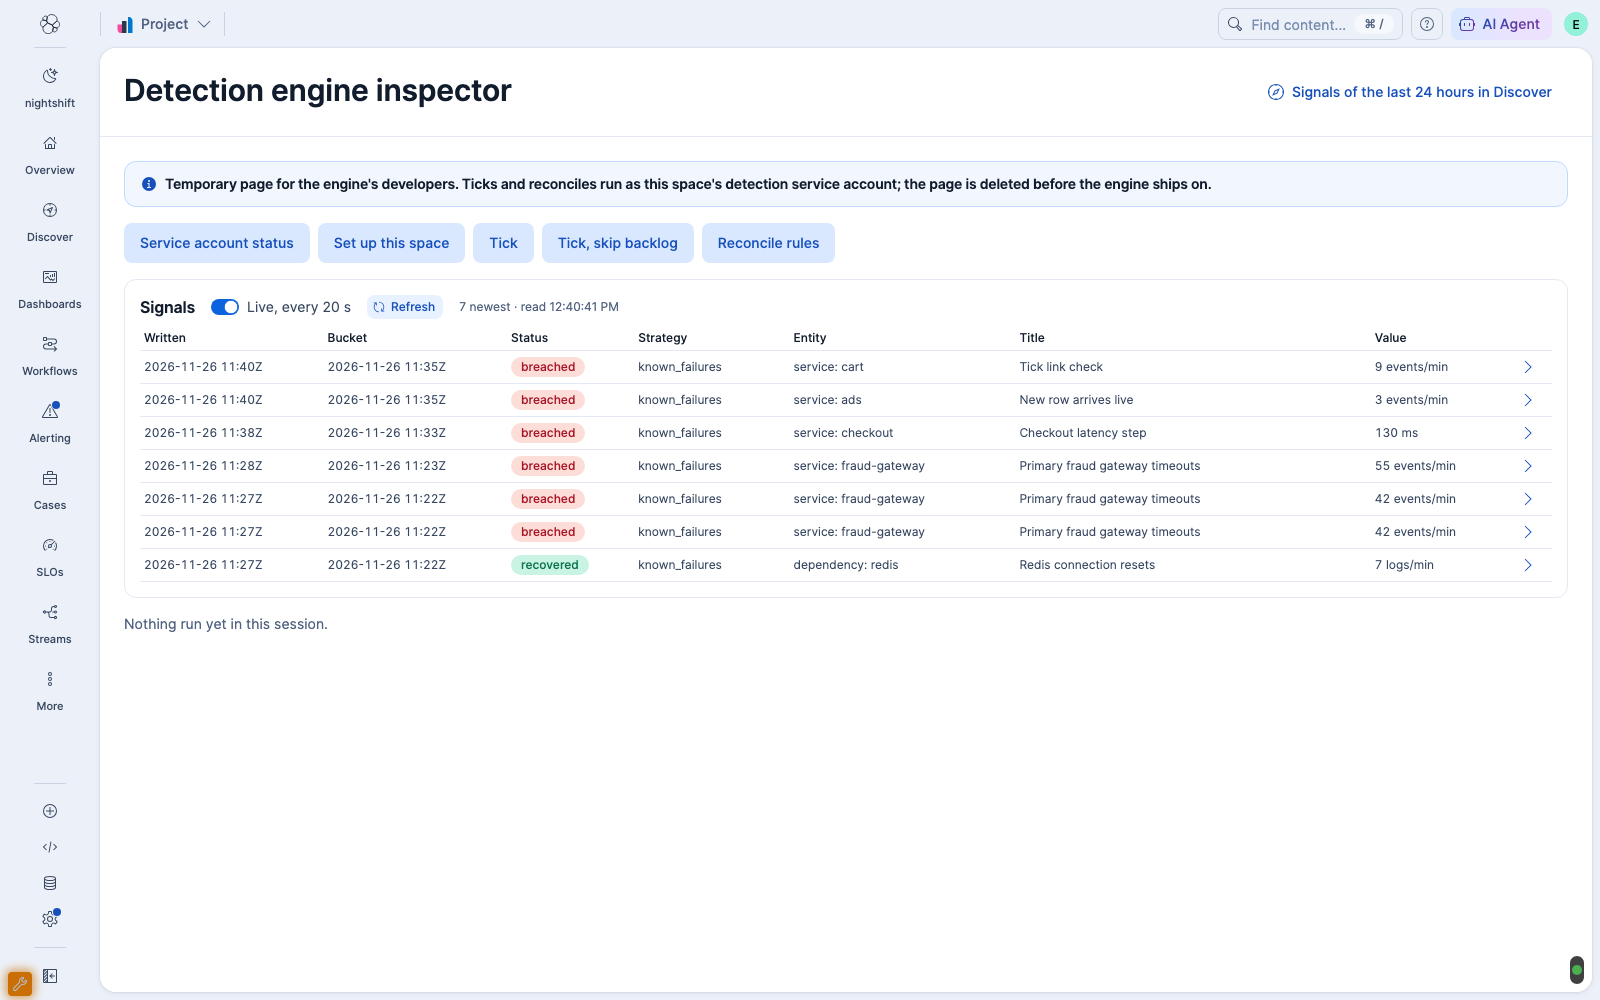 Project
Find content...
⌘ /
AI Agent
E
nightshift
Overview
Discover
Dashboards
Workflows
Alerting
Cases
SLOs
Streams
More
Detection engine inspector
Signals of the last 24 hours in Discover
Temporary page for the engine's developers. Ticks and reconciles run as this space's detection service account; the page is deleted before the engine ships on.
Service account status
Set up this space
Tick
Tick, skip backlog
Reconcile rules
Signals Live, every 20 s Refresh 7 newest · read 12:40:41 PM
Written Bucket Status Strategy Entity Title Value
2026-11-26 11:40Z 2026-11-26 11:35Z breached known_failures service: cart Tick link check 9 events/min
2026-11-26 11:40Z 2026-11-26 11:35Z breached known_failures service: ads New row arrives live 3 events/min
2026-11-26 11:38Z 2026-11-26 11:33Z breached known_failures service: checkout Checkout latency step 130 ms
2026-11-26 11:28Z 2026-11-26 11:23Z breached known_failures service: fraud-gateway Primary fraud gateway timeouts 55 events/min
2026-11-26 11:27Z 2026-11-26 11:22Z breached known_failures service: fraud-gateway Primary fraud gateway timeouts 42 events/min
2026-11-26 11:27Z 2026-11-26 11:22Z breached known_failures service: fraud-gateway Primary fraud gateway timeouts 42 events/min
2026-11-26 11:27Z 2026-11-26 11:22Z recovered known_failures dependency: redis Redis connection resets 7 logs/min
Nothing run yet in this session.